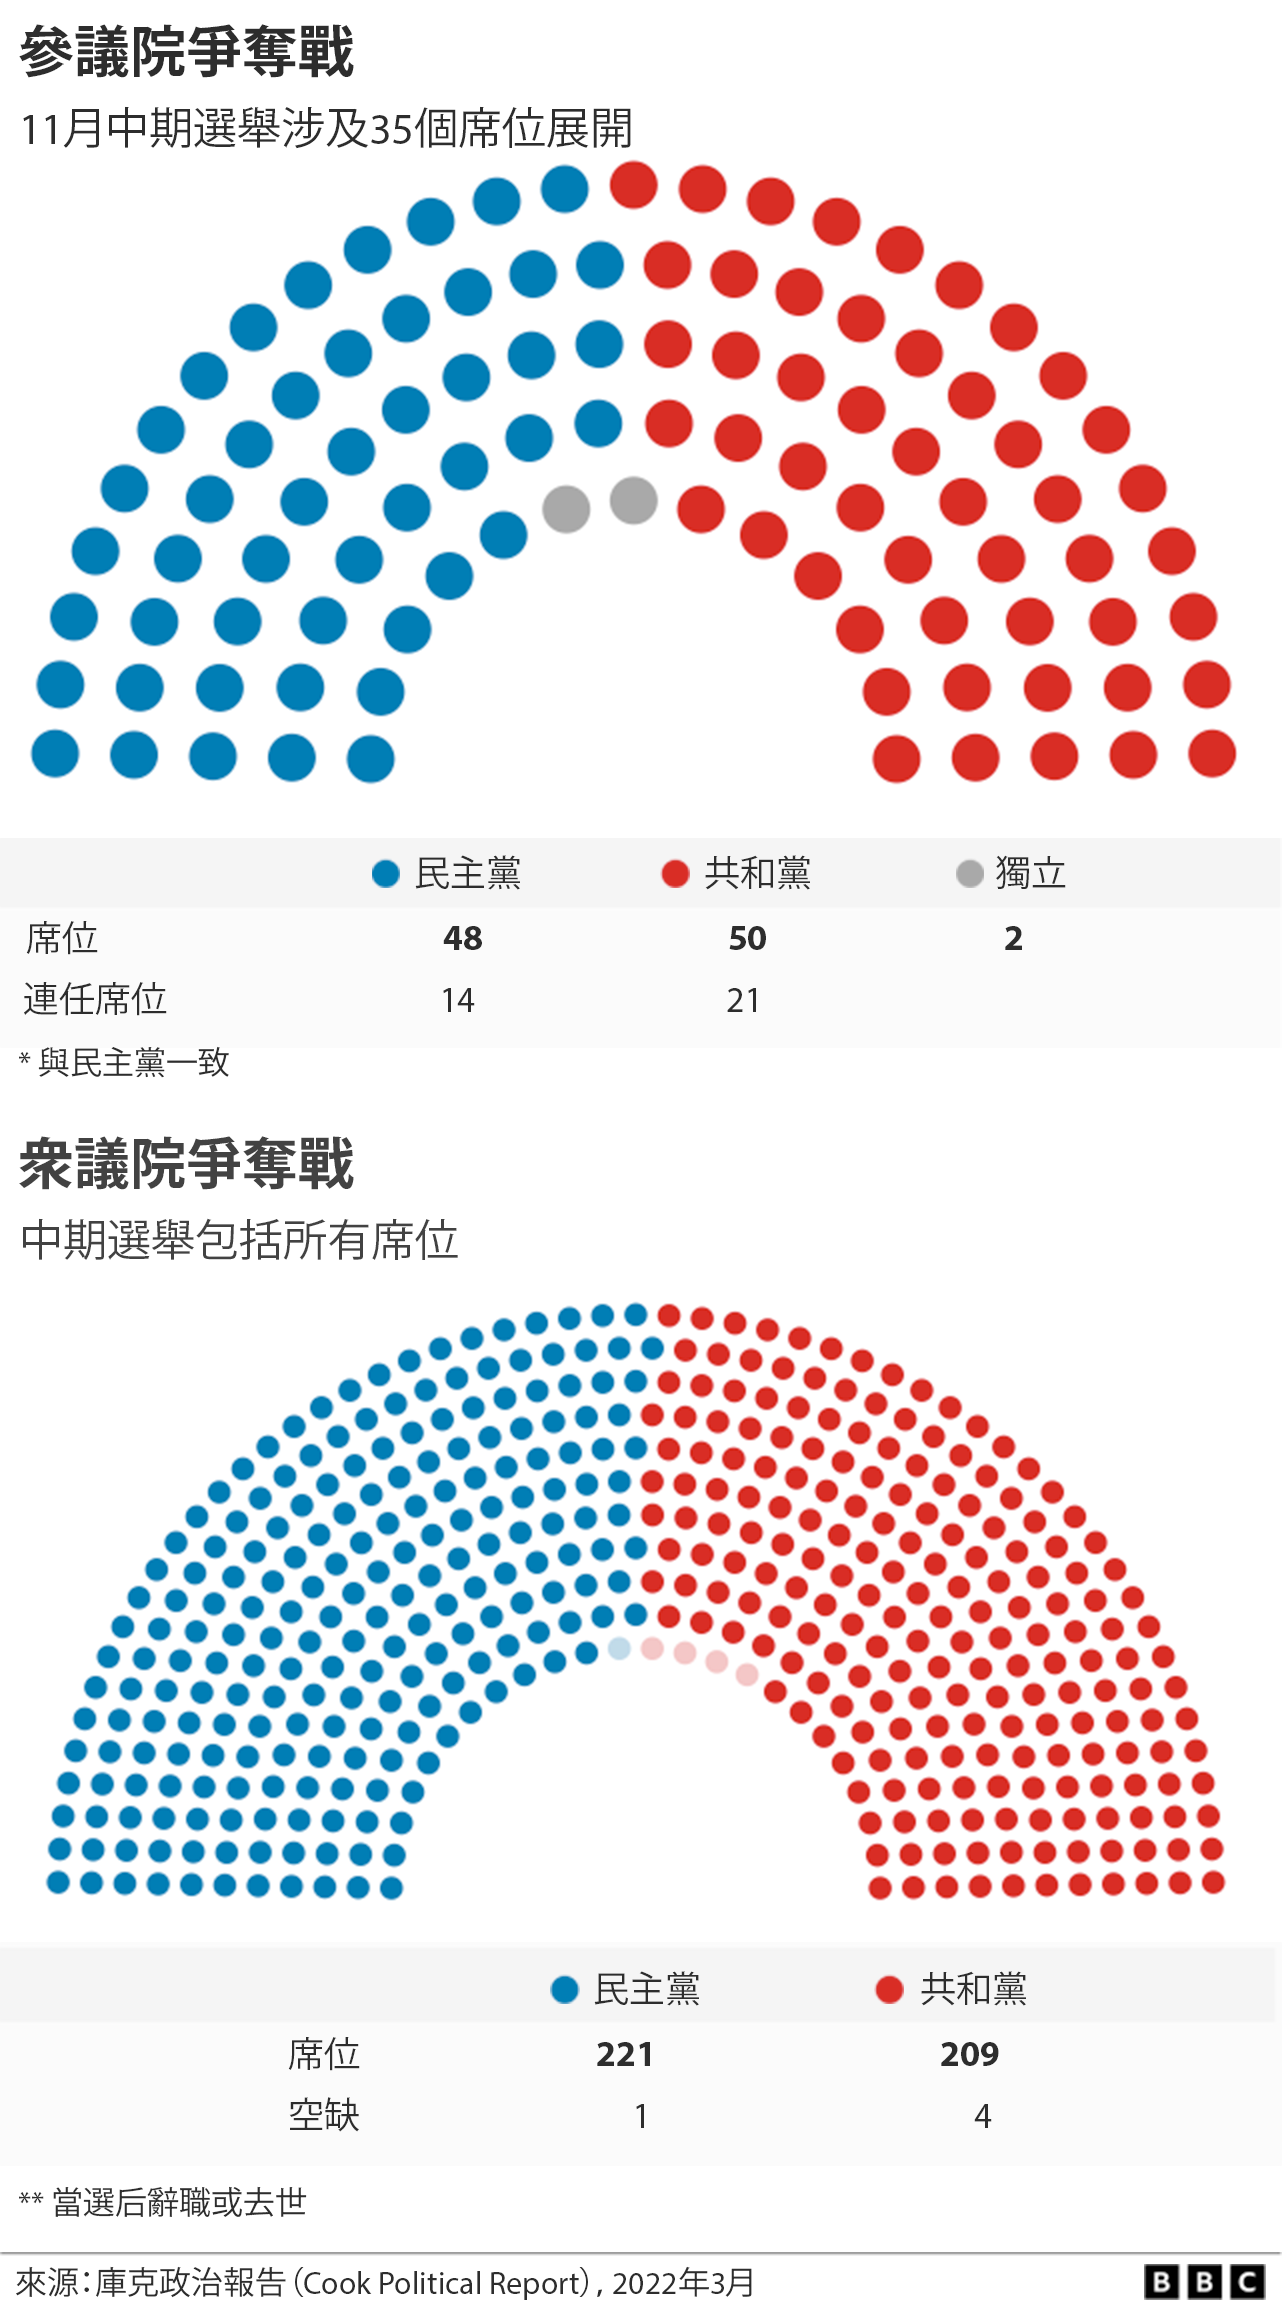 參議院爭奪戰
11月中期選舉涉及35個席位展開
民主黨 共和黨 獨立
席位 48 50 2
連任席位 14 21
* 與民主黨一致
衆議院爭奪戰
中期選舉包括所有席位
民主黨 共和黨
席位 221 209
空缺 1 4
** 當選后辭職或去世
來源：庫克政治報告（Cook Political Report）, 2022年3月
BBC